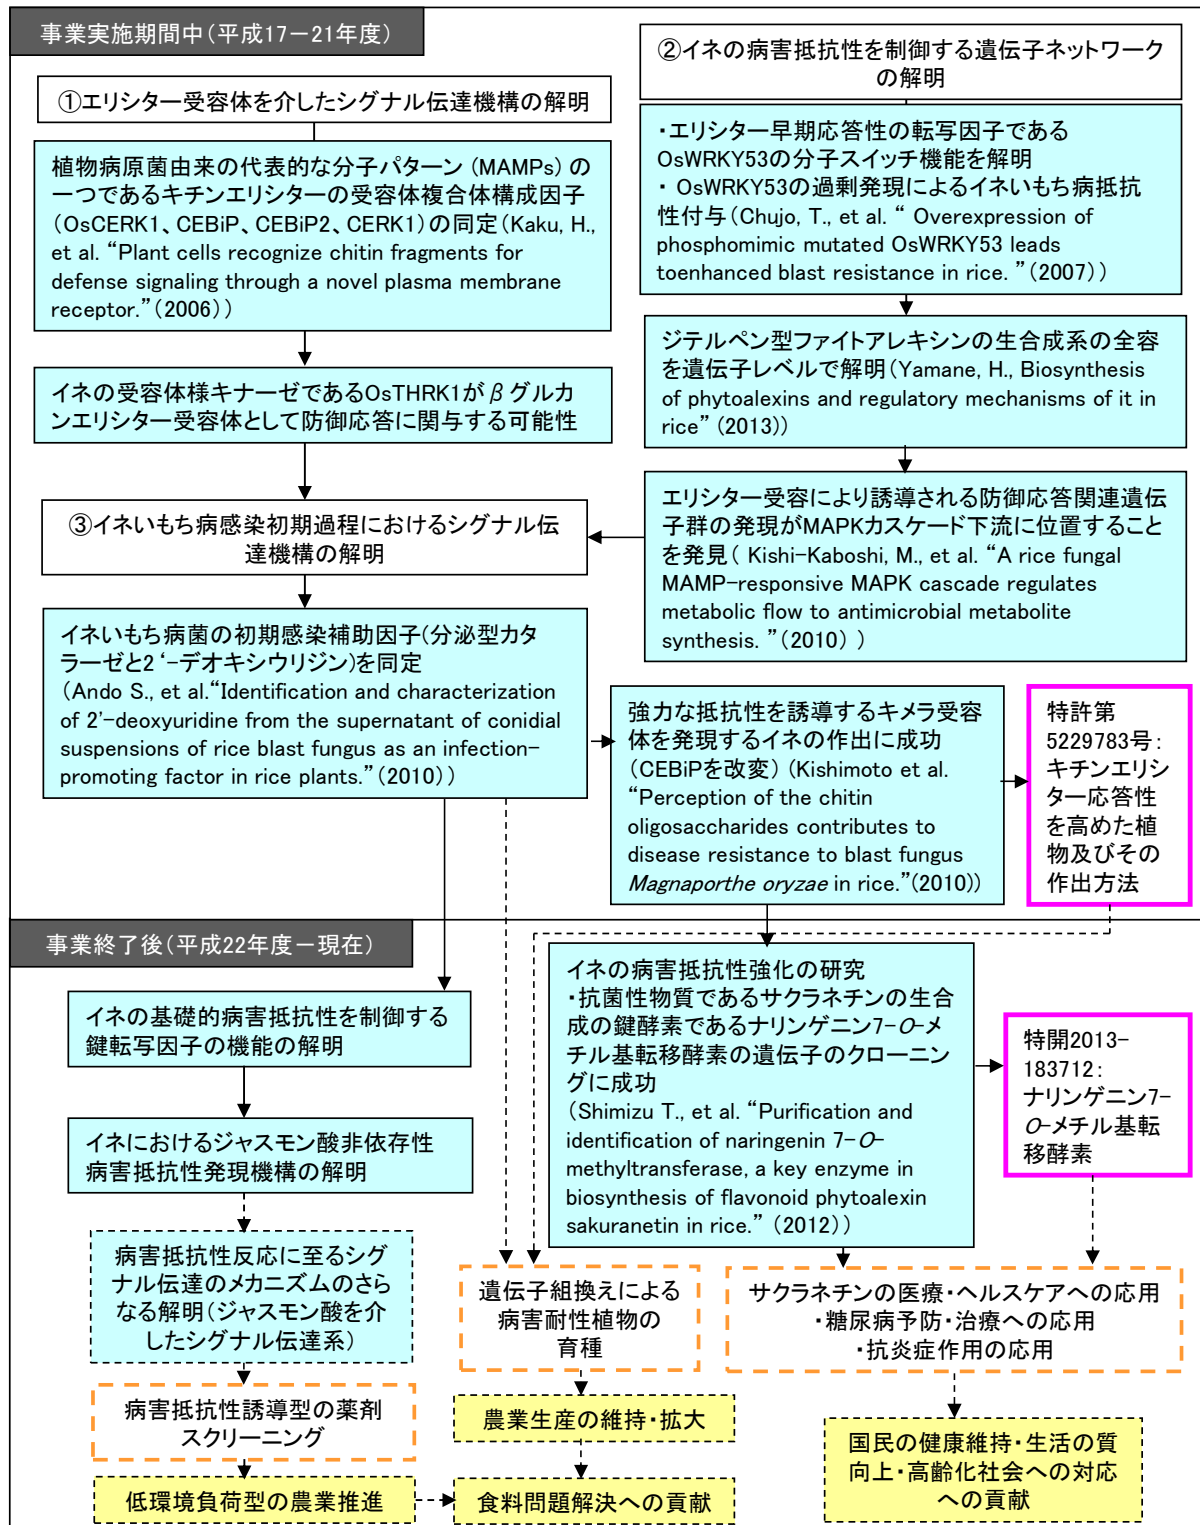 事業実施期間中(平成17－21年度)
①エリシター受容体を介したシグナル伝達機構の解明
植物病原菌由来の代表的な分子パターン (MAMPs) の
一つであるキチンエリシターの受容体複合体構成因子
(OsCERK1、CEBiP、CEBiP2、CERK1)の同定(Kaku, H.,
et al. “Plant cells recognize chitin fragments for
defense signaling through a novel plasma membrane
receptor.”(2006))
イネの受容体様キナーゼであるOsTHRK1がβグルカ
ンエリシター受容体として防御応答に関与する可能性
②イネの病害抵抗性を制御する遺伝子ネットワーク
の解明
・エリシター早期応答性の転写因子である
OsWRKY53の分子スイッチ機能を解明
・ OsWRKY53の過剰発現によるイネいもち病抵抗
性付与(Chujo, T., et al. “ Overexpression of
phosphomimic mutated OsWRKY53 leads
toenhanced blast resistance in rice. ”(2007))
ジテルペン型ファイトアレキシンの生合成系の全容
を遺伝子レベルで解明(Yamane, H., Biosynthesis
of phytoalexins and regulatory mechanisms of it in
rice” (2013))
エリシター受容により誘導される防御応答関連遺伝
子群の発現がMAPKカスケード下流に位置すること
を発見( Kishi-Kaboshi, M., et al. “A rice fungal
MAMP-responsive MAPK cascade regulates
metabolic flow to antimicrobial metabolite
synthesis. ”(2010) )
③イネいもち病感染初期過程におけるシグナル伝
達機構の解明
イネいもち病菌の初期感染補助因子(分泌型カタ
ラーゼと2 ‘-デオキシウリジン)を同定
(Ando S., et al.“Identification and characterization
of 2’-deoxyuridine from the supernatant of conidial
suspensions of rice blast fungus as an infection-
promoting factor in rice plants.”(2010))
強力な抵抗性を誘導するキメラ受容
体を発現するイネの作出に成功
(CEBiPを改変) (Kishimoto et al.
“Perception of the chitin
oligosaccharides contributes to
disease resistance to blast fungus
Magnaporthe oryzae in rice.”(2010))
特許第
5229783号:
キチンエリシ
ター応答性
を高めた植
物及びその
作出方法
事業終了後(平成22年度－現在)
イネの基礎的病害抵抗性を制御する
鍵転写因子の機能の解明
イネにおけるジャスモン酸非依存性
病害抵抗性発現機構の解明
病害抵抗性反応に至るシグ
ナル伝達のメカニズムのさら
なる解明(ジャスモン酸を介
したシグナル伝達系)
病害抵抗性誘導型の薬剤
スクリーニング
低環境負荷型の農業推進
イネの病害抵抗性強化の研究
・抗菌性物質であるサクラネチンの生合
成の鍵酵素であるナリンゲニン7-O-メ
チル基転移酵素の遺伝子のクローニン
グに成功
(Shimizu T., et al. “Purification and
identification of naringenin 7-O-
methyltransferase, a key enzyme in
biosynthesis of flavonoid phytoalexin
sakuranetin in rice.” (2012))
特開2013-
183712:
ナリンゲニン7-
O-メチル基転
移酵素
遺伝子組換えによる
病害耐性植物の
育種
農業生産の維持・拡大
食料問題解決への貢献
サクラネチンの医療・ヘルスケアへの応用
・糖尿病予防・治療への応用
・抗炎症作用の応用
国民の健康維持・生活の質
向上・高齢化社会への対応
への貢献